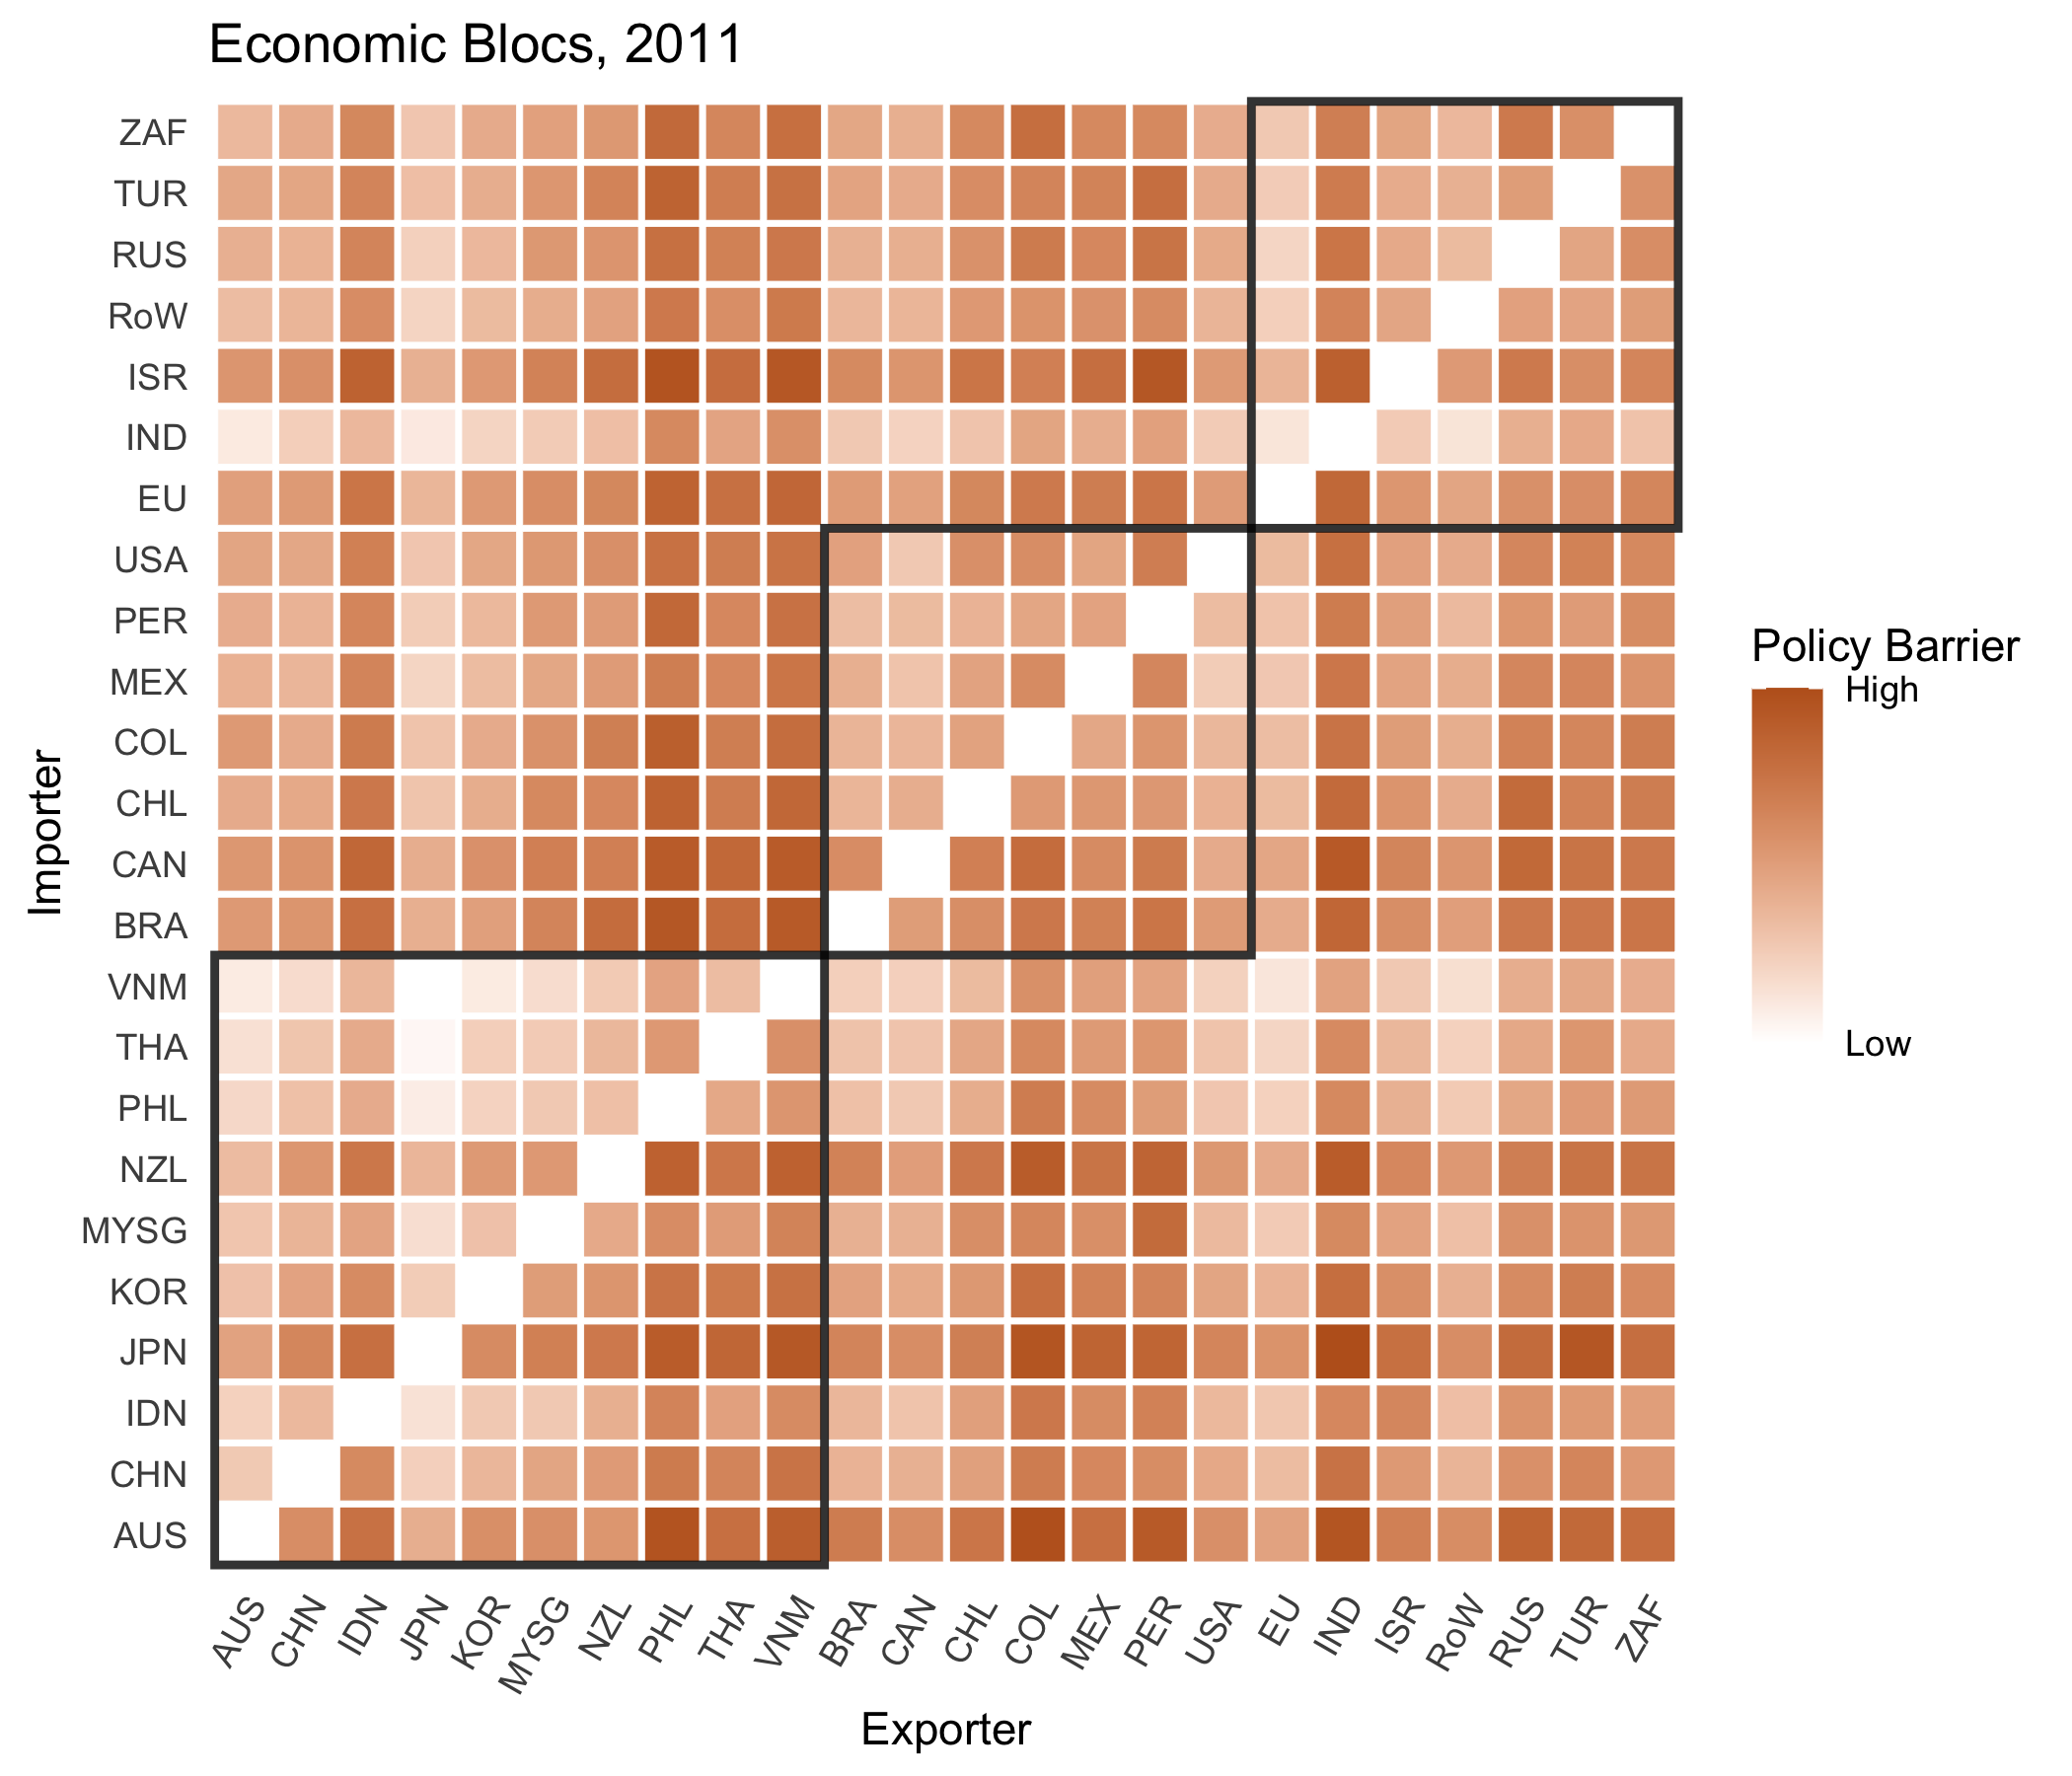 Economic Blocs, 2011
ZAF
TUR
RUS
RoW
ISR
IND
EU
USA
PER
MEX
COL
CHL
CAN
BRA
VNM
THA
PHL
NZL
MYSG
KOR
JPN
IDN
CHN
AUS
Importer
AUS CHN IDN JPN KOR MYSG NZL PHL THA VNM BRA CAN CHL COL MEX PER USA EU IND ISR RoW RUS TUR ZAF
Exporter
Policy Barrier
High
Low